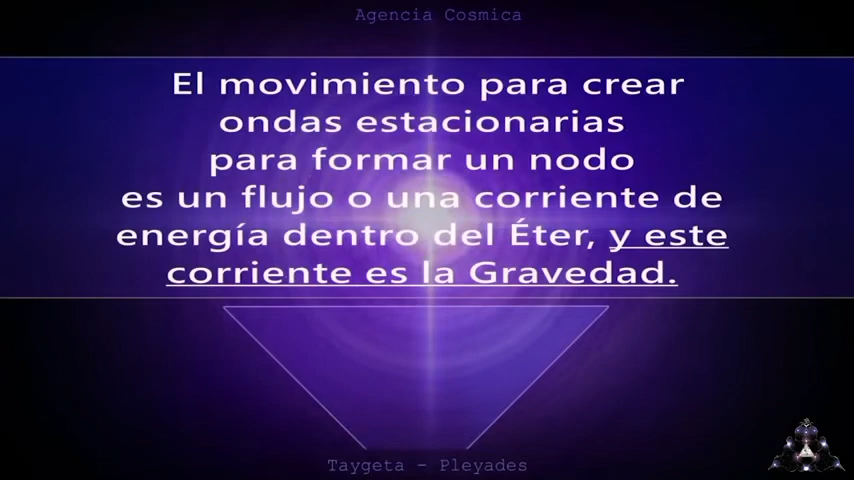 Agencia Cosmica
El movimiento para crear
ondas estacionarias
para formar un nodo
es un flujo o una corriente de
energía dentro del Éter, y este
corriente es la Gravedad.
Taygeta - Pleyades